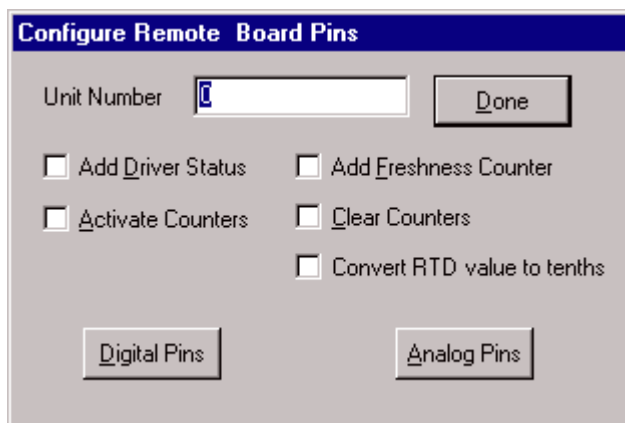 Configure Remote Board Pins
Unit Number 0 Done
Add Driver Status Add Freshness Counter
Activate Counters Clear Counters
Convert RTD value to tenths
Digital Pins Analog Pins